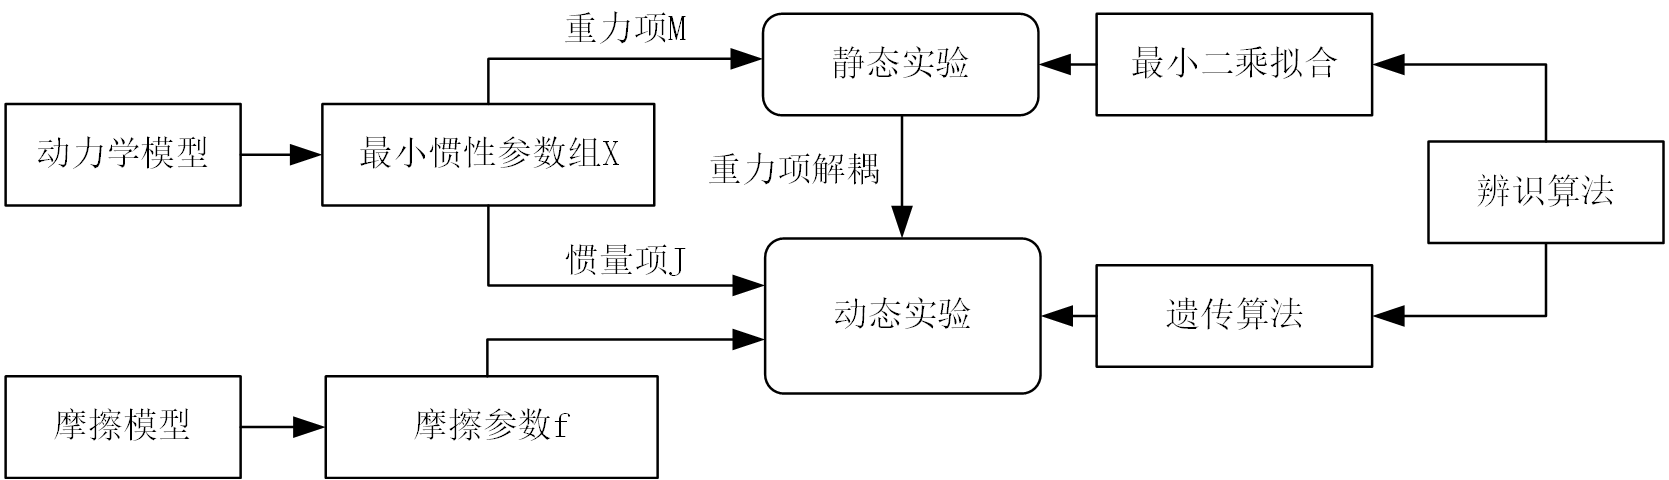 重力项M
静态实验
最小二乘拟合
动力学模型
最小惯性参数组X
重力项解耦
辨识算法
惯量项J
动态实验
遗传算法
摩擦模型
摩擦参数f